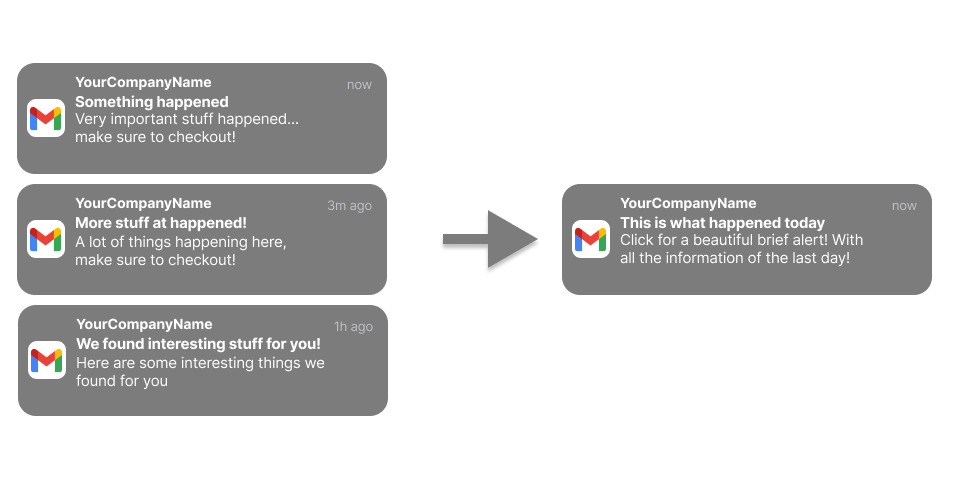 YourCompanyName
now
Something happened
Very important stuff happened...
make sure to checkout!
YourCompanyName
3m ago
More stuff at happened!
A lot of things happening here,
make sure to checkout!
YourCompanyName
1h ago
We found interesting stuff for you!
Here are some interesting things we
found for you
YourCompanyName
now
This is what happened today
Click for a beautiful brief alert! With
all the information of the last day!